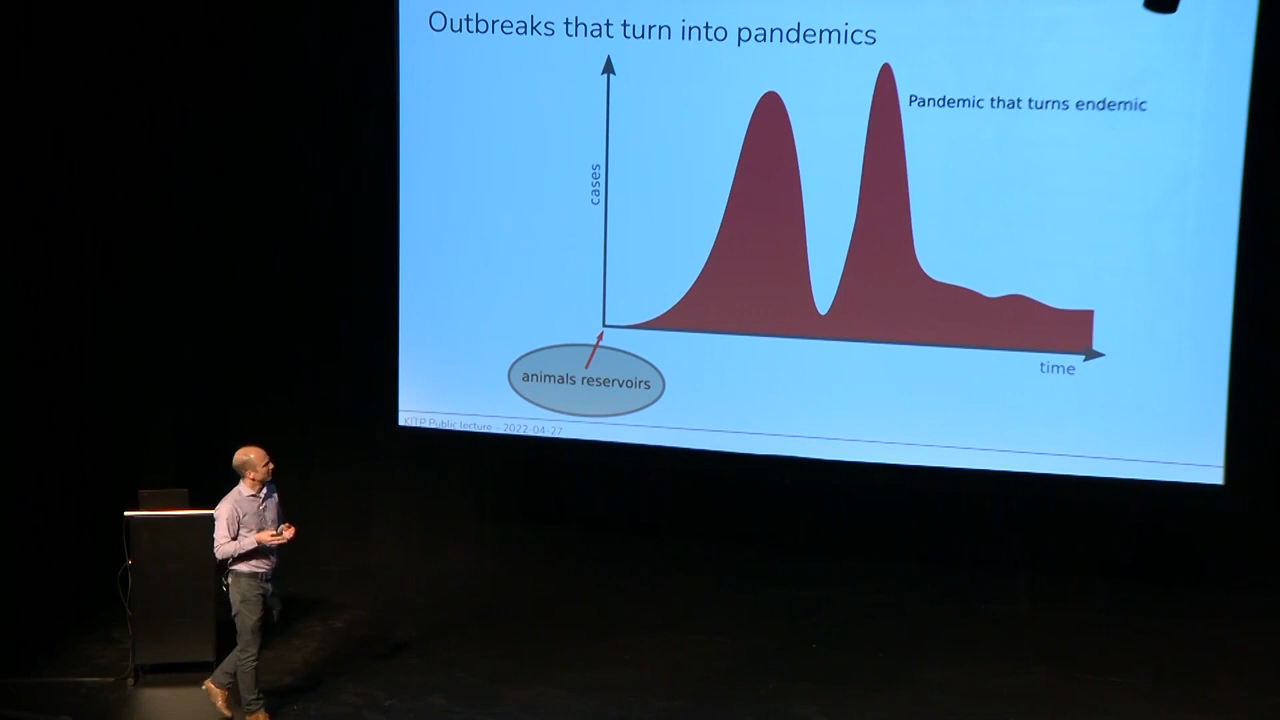 Outbreaks that turn into pandemics
Pandemic that turns endemic
cases
time
animals reservoirs
KITP Public lecture - 2022-04-27